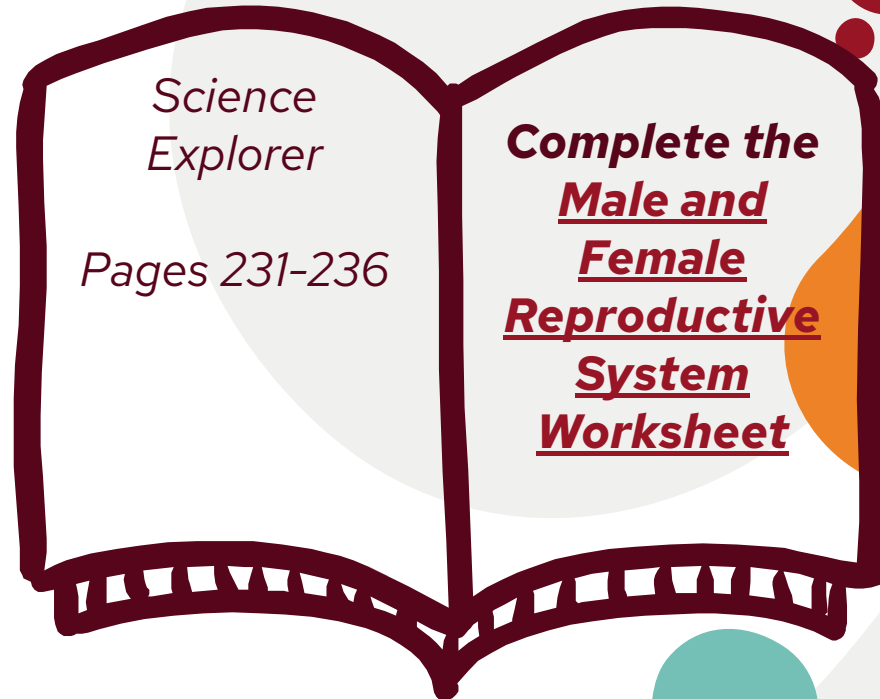 Science
Explorer
Pages 231-236
Complete the
Male and
Female
Reproductive
System
Worksheet